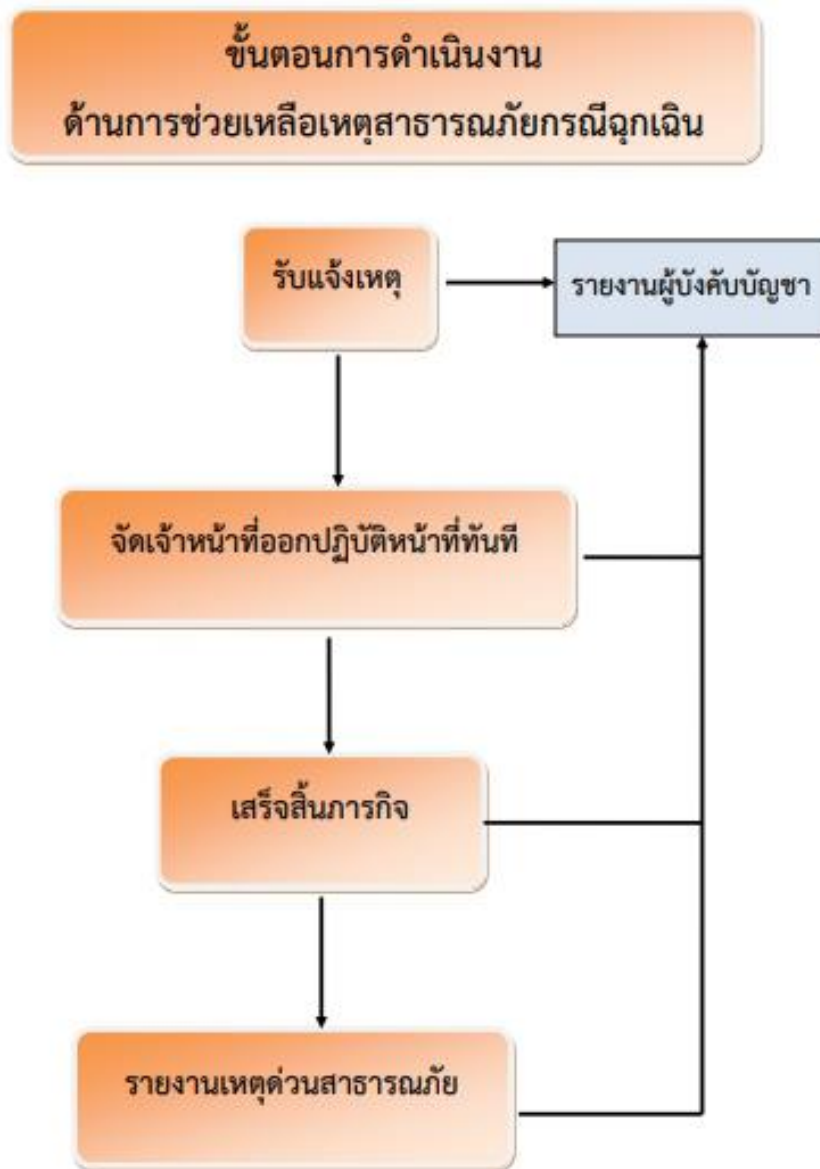 ขั้นตอนการดำเนินงาน
ด้านการช่วยเหลือเหตุสาธารณภัยกรณีฉุกเฉิน
รับแจ้งเหตุ
รายงานผู้บังคับบัญชา
จัดเจ้าหน้าที่ออกปฏิบัติหน้าที่ทันที
เสร็จสิ้นภารกิจ
รายงานเหตุด่วนสาธารณภัย